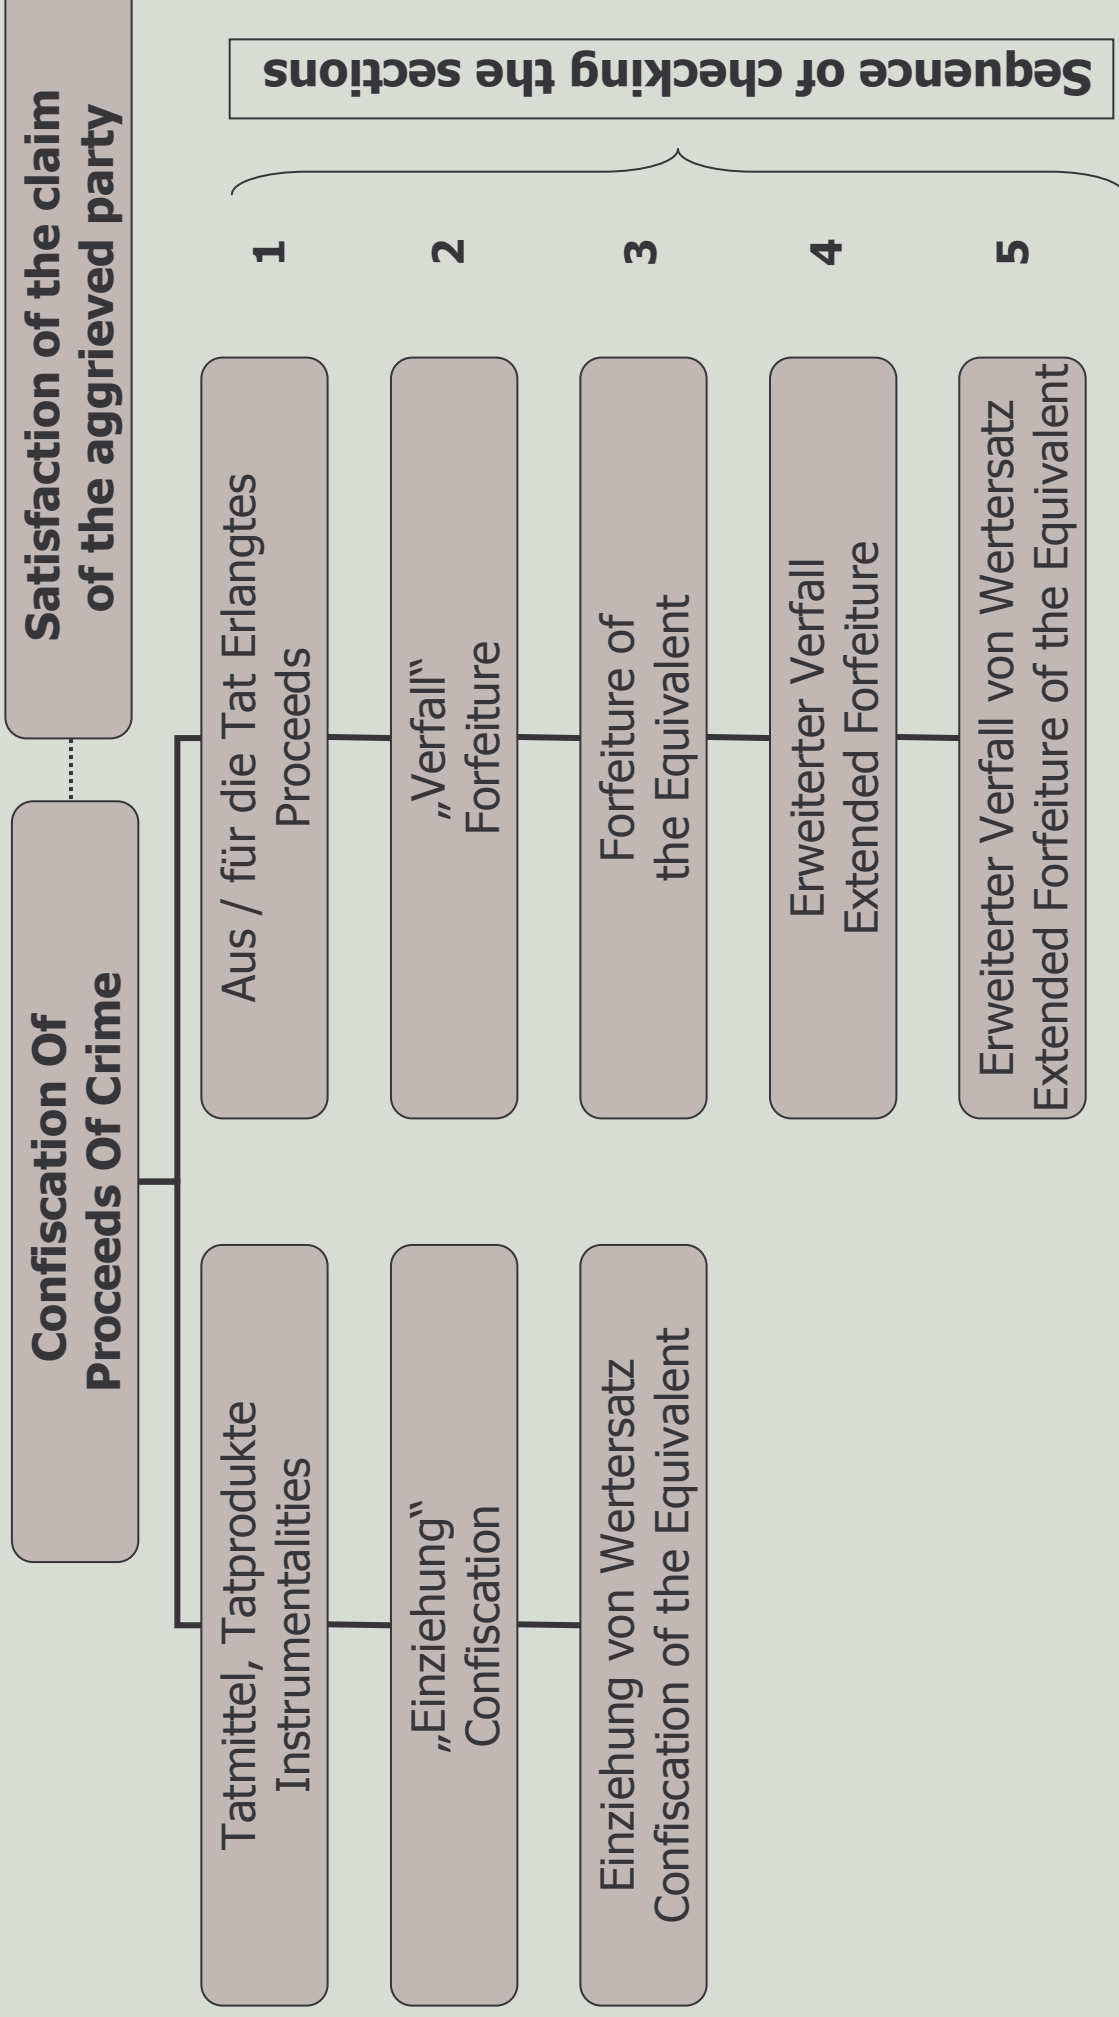 Confiscation Of
Proceeds Of Crime
Satisfaction of the claim
of the aggrieved party
Tatmittel, Tatprodukte
Instrumentalities
„Einziehung“
Confiscation
Einziehung von Wertersatz
Confiscation of the Equivalent
Aus / für die Tat Erlangtes
Proceeds
„Verfall“
Forfeiture
Forfeiture of
the Equivalent
Erweiterter Verfall
Extended Forfeiture
Erweiterter Verfall von Wertersatz
Extended Forfeiture of the Equivalent
1
2
3
4
5
Sequence of checking the sections